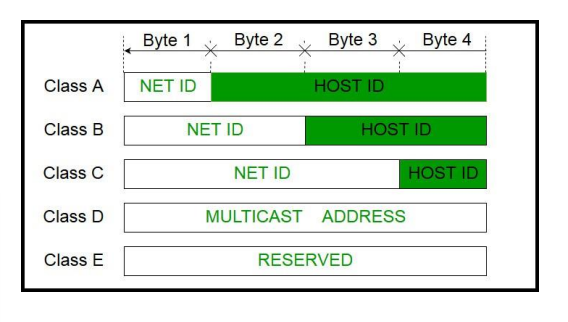 Byte 1 Byte 2 Byte 3 Byte 4
Class A NET ID HOST ID
Class B NET ID HOST ID
Class C NET ID HOST ID
Class D MULTICAST ADDRESS
Class E RESERVED